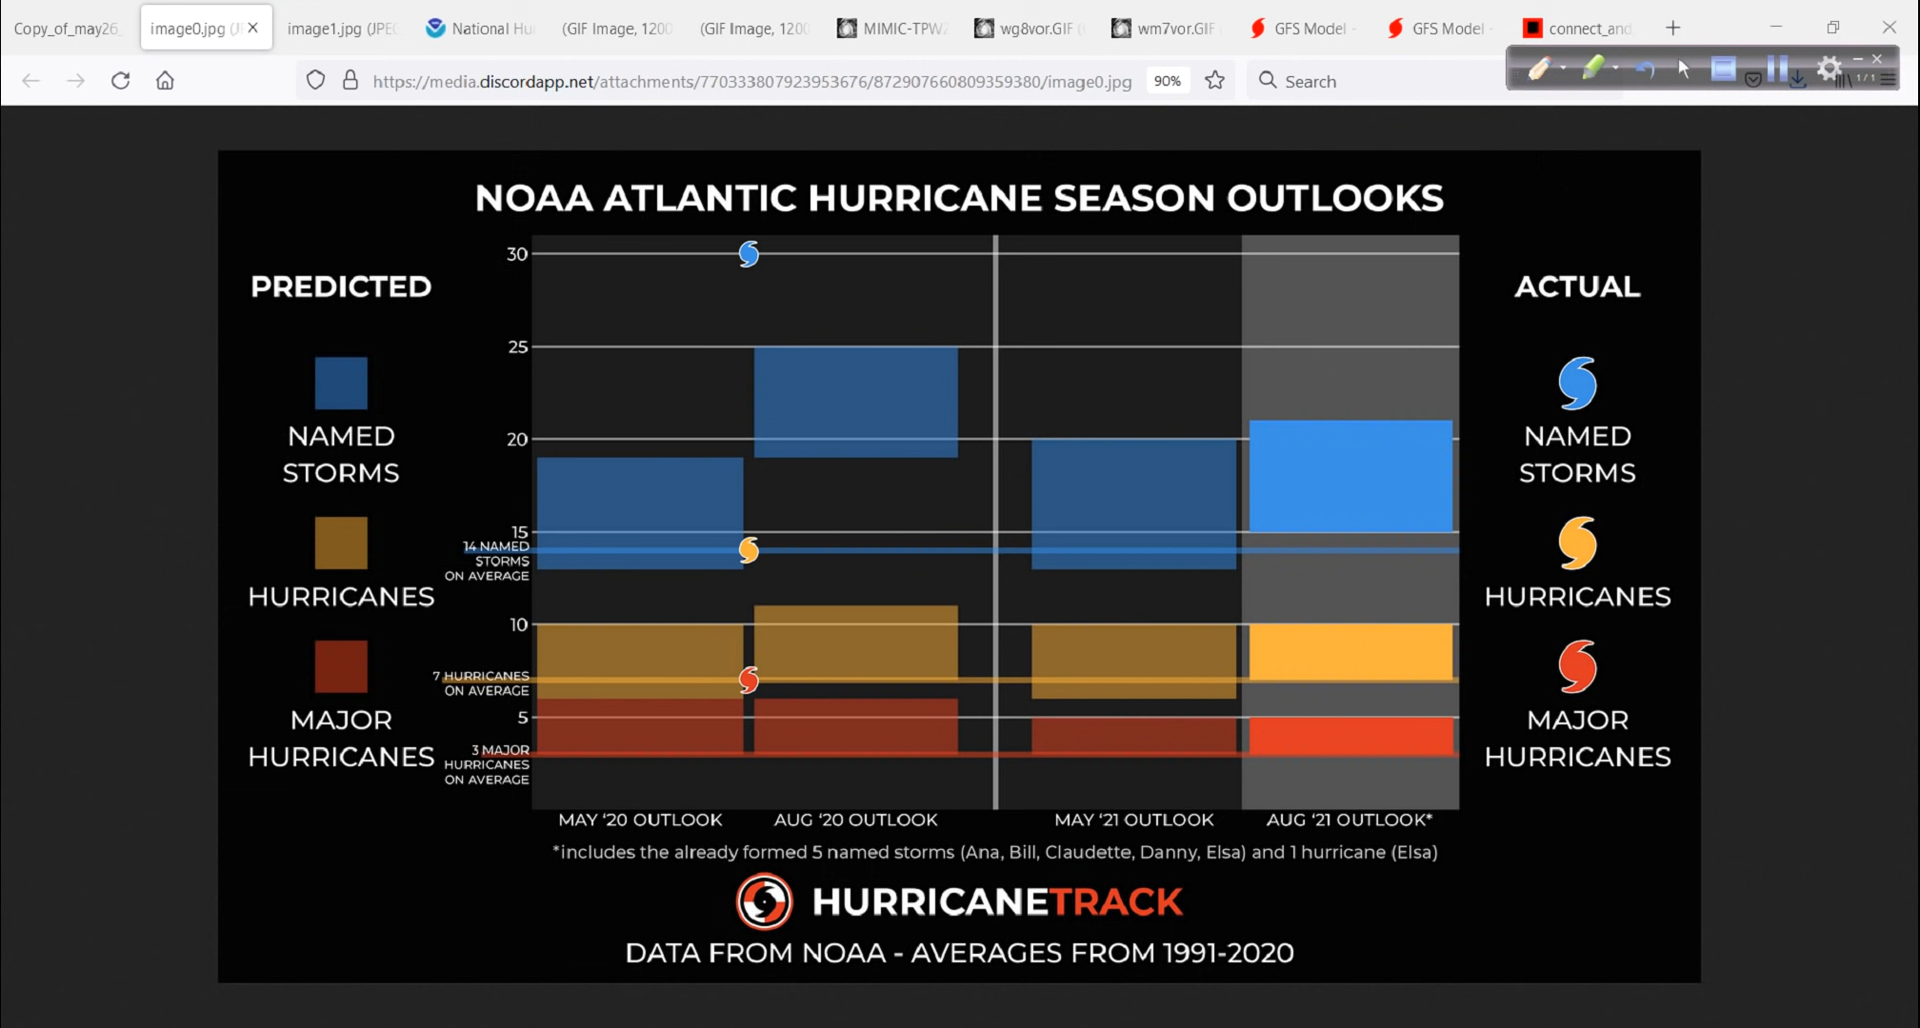 Copy_of_may26
image0.jpg (J
image1.jpg (JPE
National Hu
(GIF Image, 1200
(GIF Image, 1200
MIMIC-TPW2
wg8vor.GIF (
wm7vor.GIF
GFS Model -
GFS Model -
connect_and
https://media.discordapp.net/attachments/770333807923953676/872907660809359380/image0.jpg
90%
Search
1/1
NOAA ATLANTIC HURRICANE SEASON OUTLOOKS
PREDICTED
NAMED
STORMS
HURRICANES
MAJOR
HURRICANES
30
25
20
15
14 NAMED
STORMS
ON AVERAGE
10
7 HURRICANES
ON AVERAGE
5
3 MAJOR
HURRICANES
ON AVERAGE
MAY ‘20 OUTLOOK
AUG ‘20 OUTLOOK
MAY ‘21 OUTLOOK
AUG ‘21 OUTLOOK*
ACTUAL
NAMED
STORMS
HURRICANES
MAJOR
HURRICANES
*includes the already formed 5 named storms (Ana, Bill, Claudette, Danny, Elsa) and 1 hurricane (Elsa)
HURRICANETRACK
DATA FROM NOAA - AVERAGES FROM 1991-2020